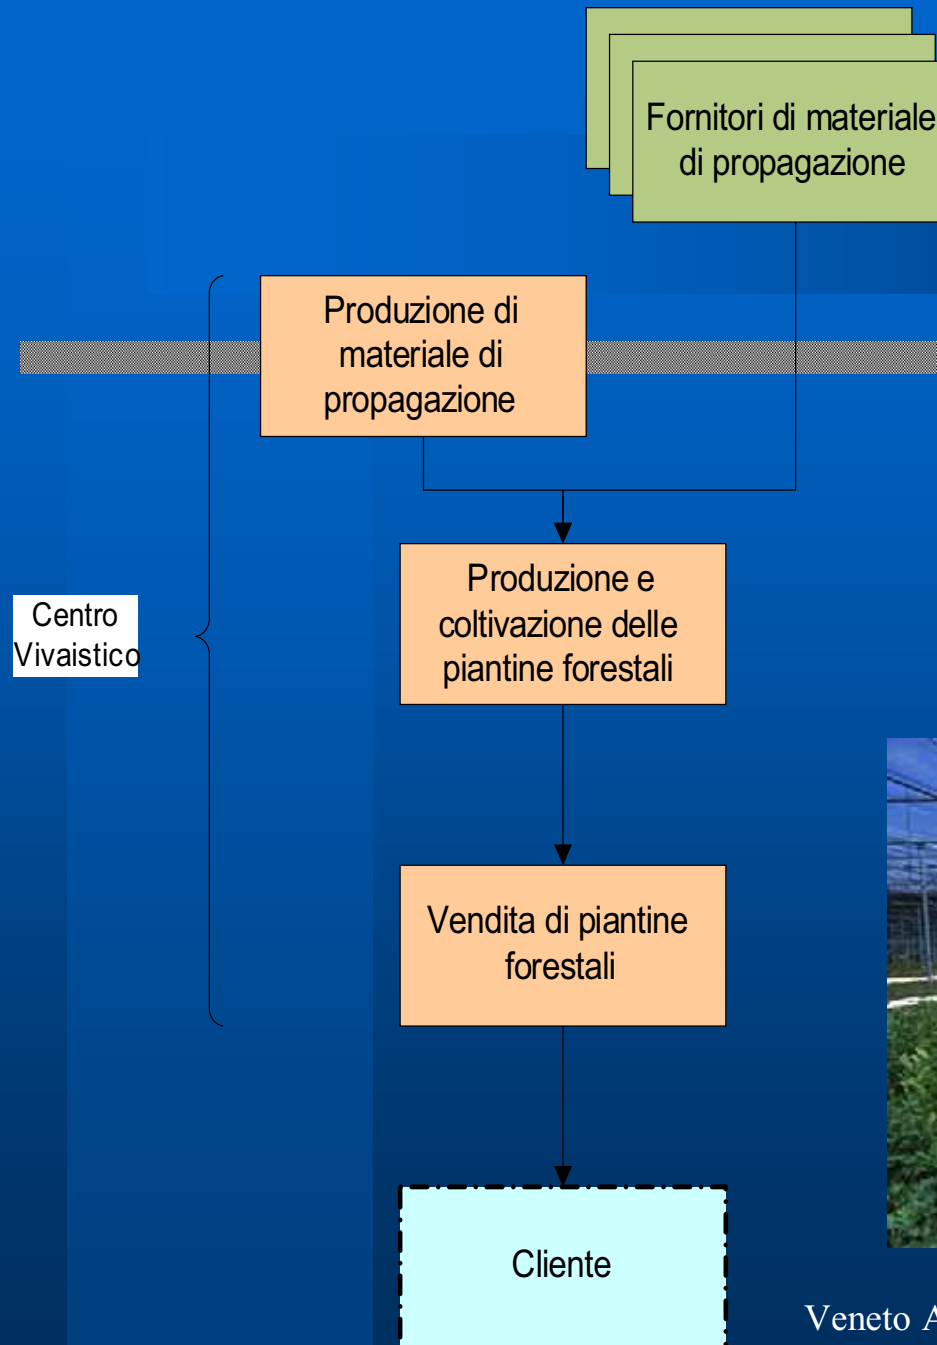 Fornitori di materiale
di propagazione
Produzione di
materiale di
propagazione
Centro
Vivaistico
Produzione e
coltivazione delle
piantine forestali
Vendita di piantine
forestali
Cliente
Veneto A